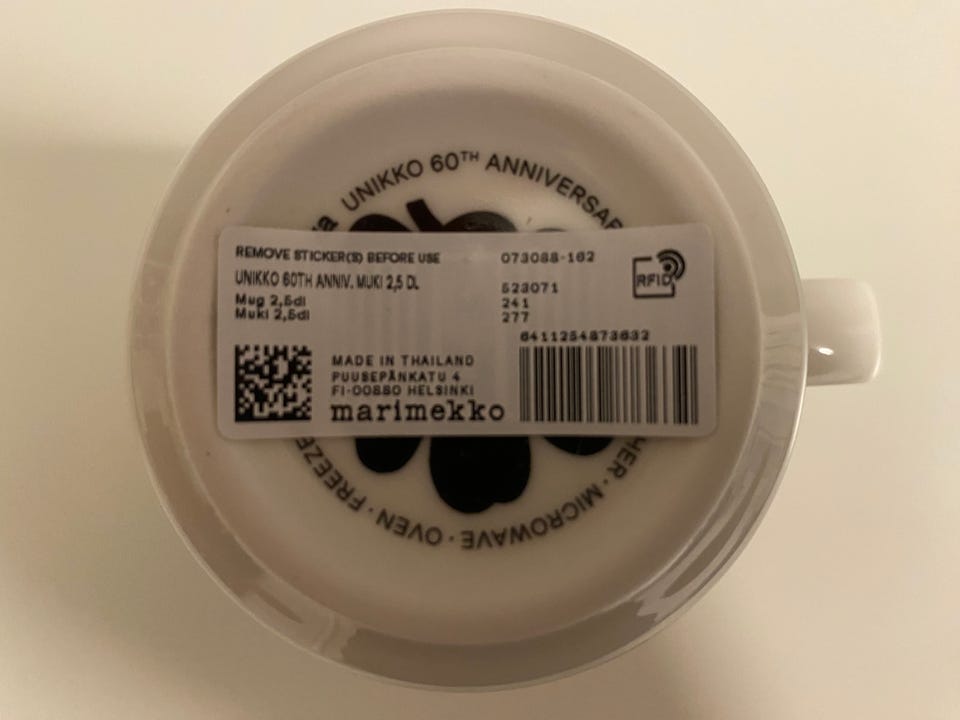 UNIKKO 60TH ANNIVERSAR
REMOVE STICKER(S) BEFORE USE
073088-162
UNIKKO 60TH ANNIV. MUKI 2,5 DL
Mug 2,5dl
Muki 2,5dl
523071
241
277
RFID
6411254873632
MADE IN THAILAND
PUUSEPÄNKATU 4
FI-00880 HELSINKI
marimekko
HER · MICROWAVE · OVEN · FREEZE